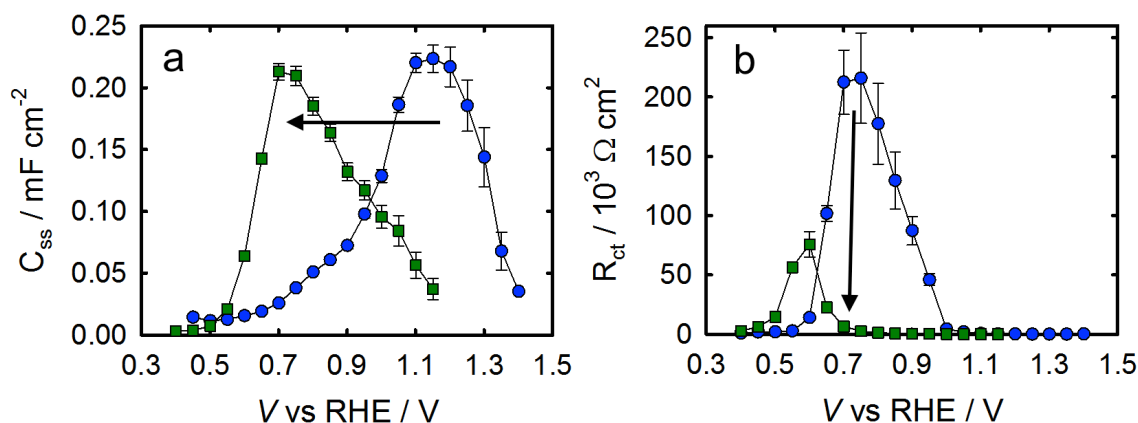 a
C_ss / mF cm^-2
0.25
0.20
0.15
0.10
0.05
0.00
0.3 0.5 0.7 0.9 1.1 1.3 1.5
V vs RHE / V
b
R_ct / 10^3 Ω cm^2
250
200
150
100
50
0
0.3 0.5 0.7 0.9 1.1 1.3 1.5
V vs RHE / V